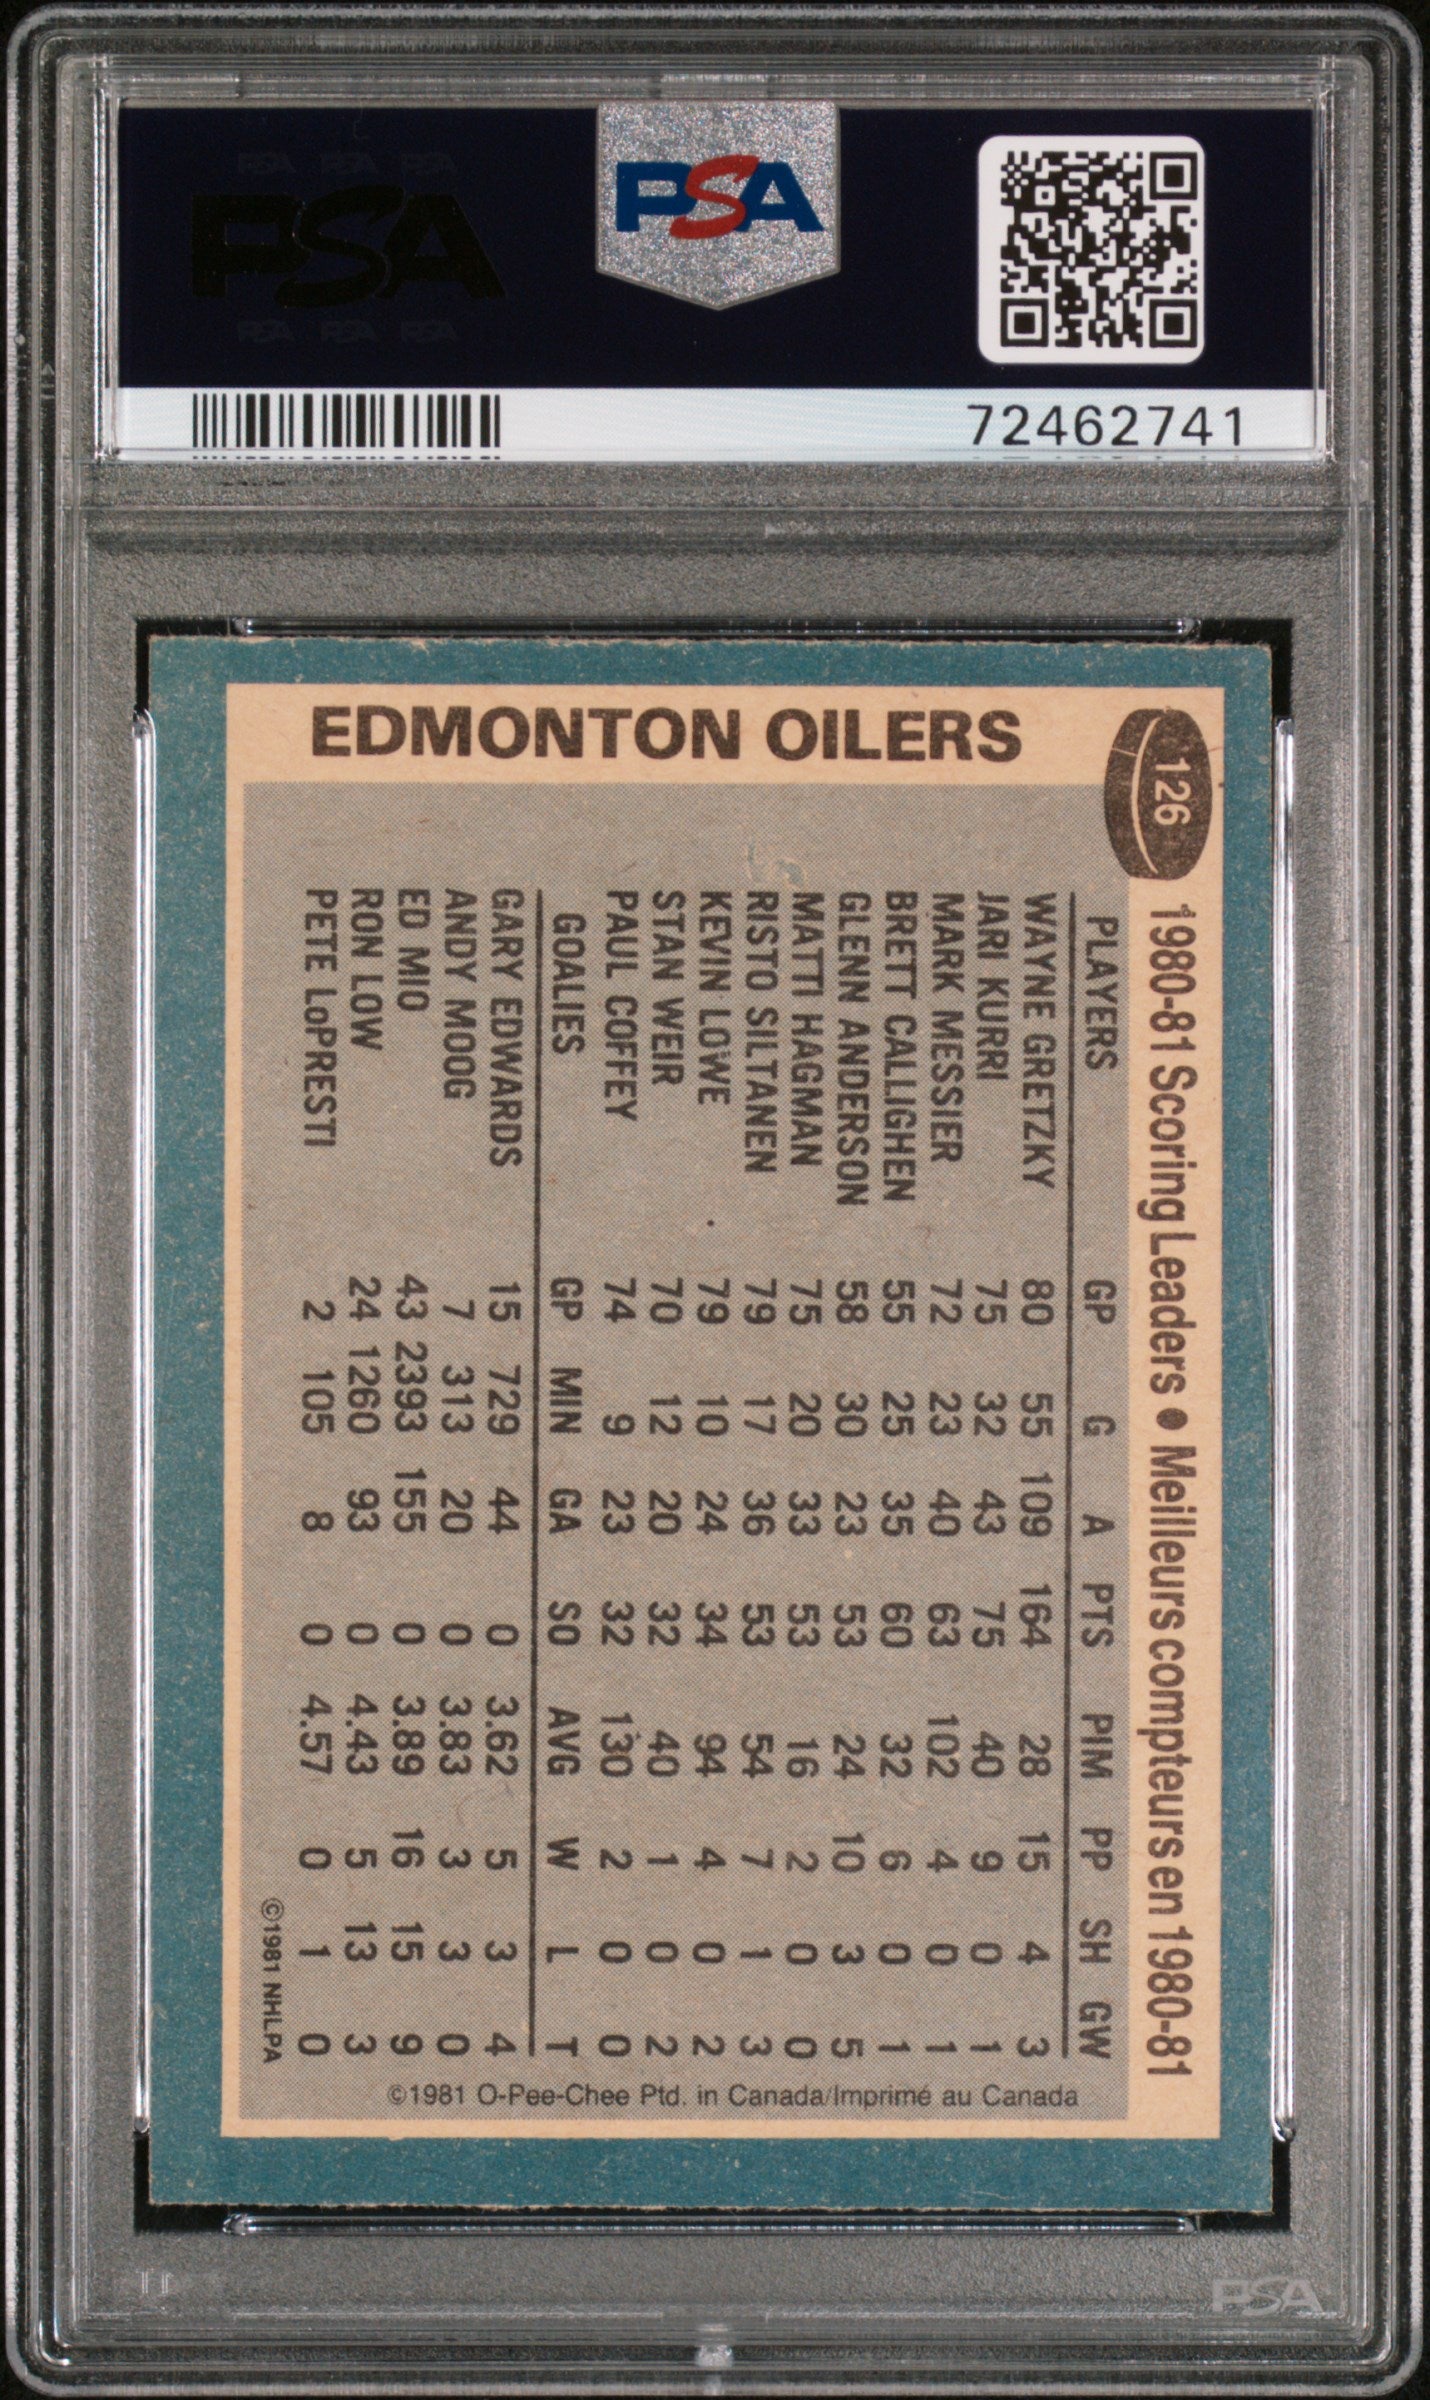 PSA PSA PSA
PSA
PSA PSA PSA
PSA
72462741
EDMONTON OILERS
126
1980-81 Scoring Leaders • Meilleurs compteurs en 1980-81
PLAYERS GP G A PTS PIM PP SH GW
WAYNE GRETZKY 80 55 109 164 28 15 4 3
JARI KURRI 75 32 43 75 40 9 0 1
MARK MESSIER 72 23 40 63 102 4 0 1
BRETT CALLIGHEN 55 25 35 60 32 6 0 1
GLENN ANDERSON 58 30 23 53 24 10 3 5
MATTI HAGMAN 75 20 33 53 16 2 0 0
RISTO SILTANEN 79 17 36 53 54 7 1 3
KEVIN LOWE 79 10 24 34 94 4 0 2
STAN WEIR 70 12 20 32 40 1 0 2
PAUL COFFEY 74 9 23 32 130 2 0 0
GOALIES GP MIN GA SO AVG W L T
GARY EDWARDS 15 729 44 0 3.62 5 3 4
ANDY MOOG 7 313 20 0 3.83 3 3 0
ED MIO 43 2393 155 0 3.89 16 15 9
RON LOW 24 1260 93 0 4.43 5 13 3
PETE LoPRESTI 2 105 8 0 4.57 0 1 0
©1981 NHLPA
©1981 O-Pee-Chee Ptd. in Canada/Imprimé au Canada
PSA